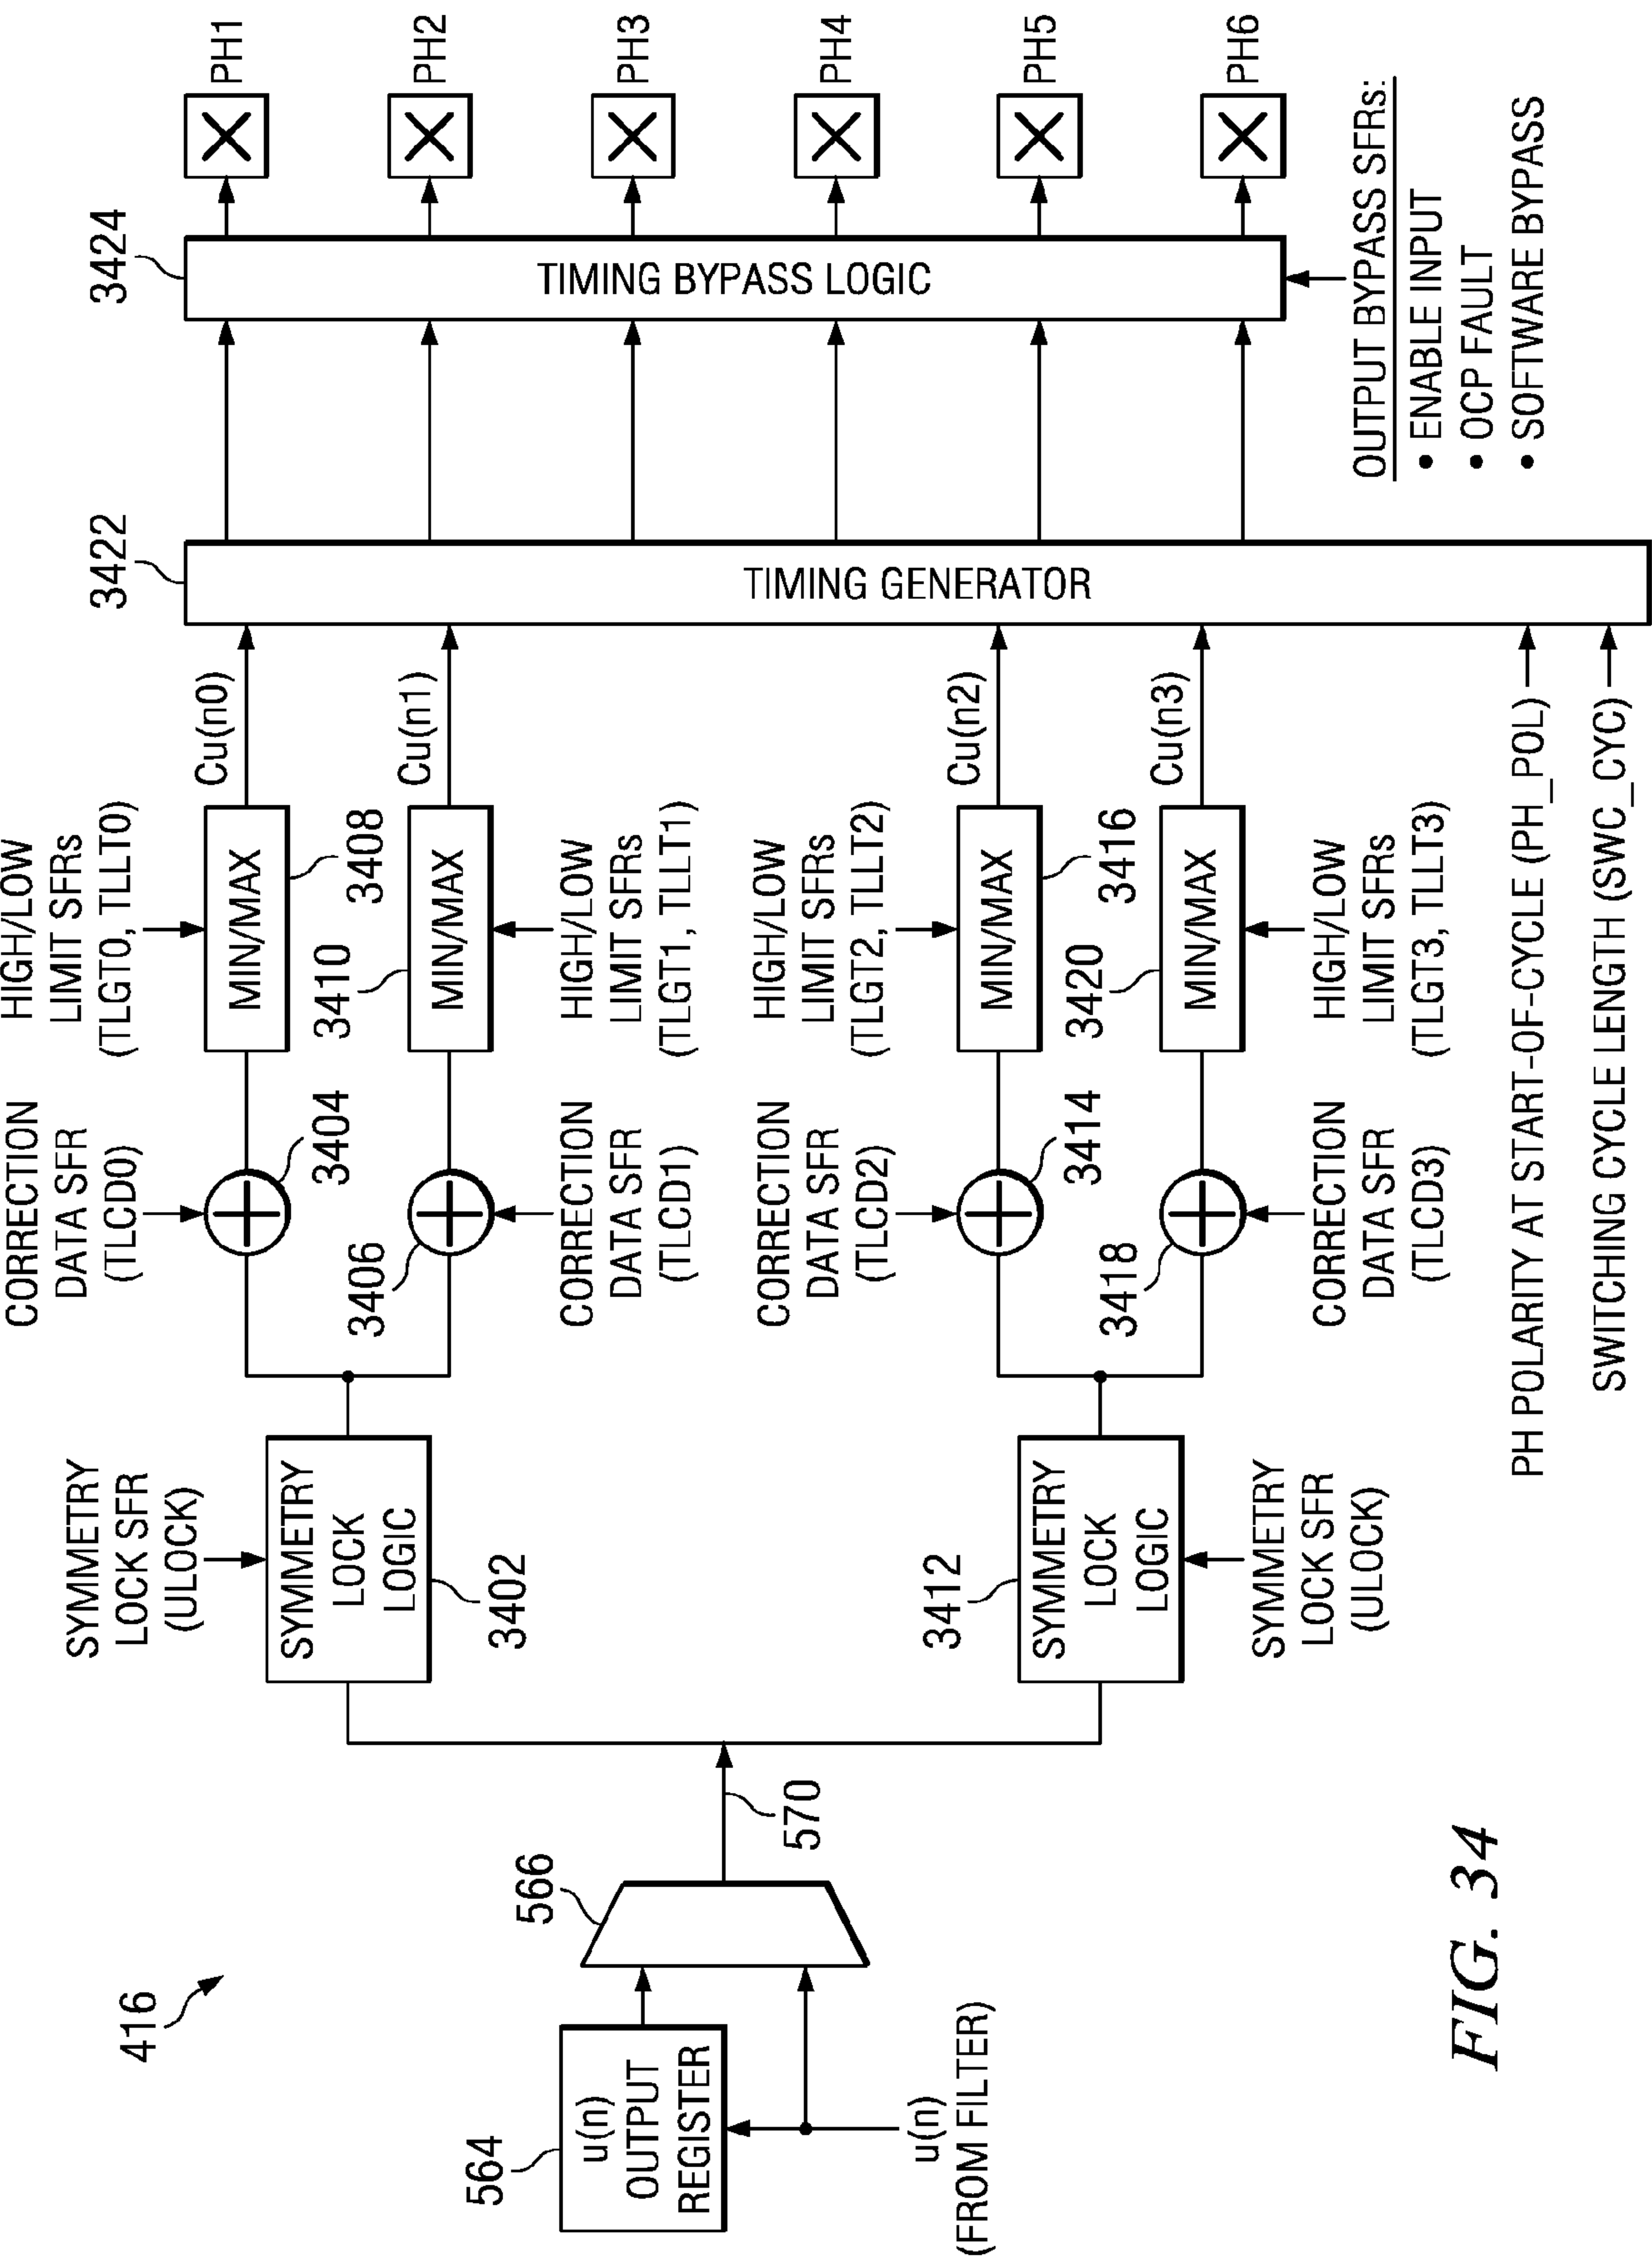 416
564
u(n)
OUTPUT
REGISTER
u(n)
(FROM FILTER)
566
570
SYMMETRY
LOCK SFR
(ULOCK)
SYMMETRY
LOCK
LOGIC
3402
3412
SYMMETRY
LOCK
LOGIC
SYMMETRY
LOCK SFR
(ULOCK)
CORRECTION
DATA SFR
(TLCD0)
3404
3406
CORRECTION
DATA SFR
(TLCD1)
CORRECTION
DATA SFR
(TLCD2)
3414
3418
CORRECTION
DATA SFR
(TLCD3)
HIGH/LOW
LIMIT SFRs
(TLGT0, TLLT0)
MIN/MAX
3408
3410
MIN/MAX
HIGH/LOW
LIMIT SFRs
(TLGT1, TLLT1)
HIGH/LOW
LIMIT SFRs
(TLGT2, TLLT2)
MIN/MAX
3416
3420
MIN/MAX
HIGH/LOW
LIMIT SFRs
(TLGT3, TLLT3)
Cu(n0)
Cu(n1)
Cu(n2)
Cu(n3)
PH POLARITY AT START-OF-CYCLE (PH_POL)
SWITCHING CYCLE LENGTH (SWC_CYC)
3422
TIMING GENERATOR
3424
TIMING BYPASS LOGIC
OUTPUT BYPASS SFRs:
• ENABLE INPUT
• OCP FAULT
• SOFTWARE BYPASS
PH1
PH2
PH3
PH4
PH5
PH6
FIG. 34